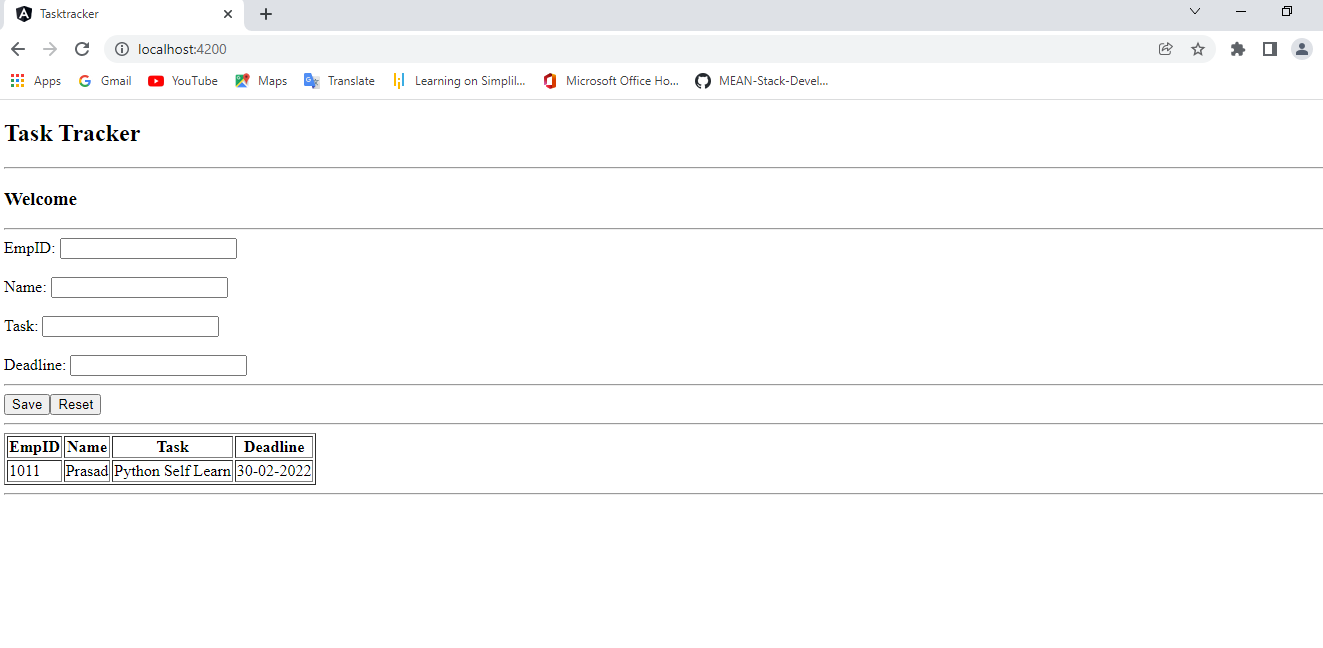 Tasktracker
localhost:4200
Apps Gmail YouTube Maps Translate Learning on Simplil... Microsoft Office Ho... MEAN-Stack-Devel...
Task Tracker
Welcome
EmpID:
Name:
Task:
Deadline:
Save Reset
EmpID Name Task Deadline
1011 Prasad Python Self Learn 30-02-2022